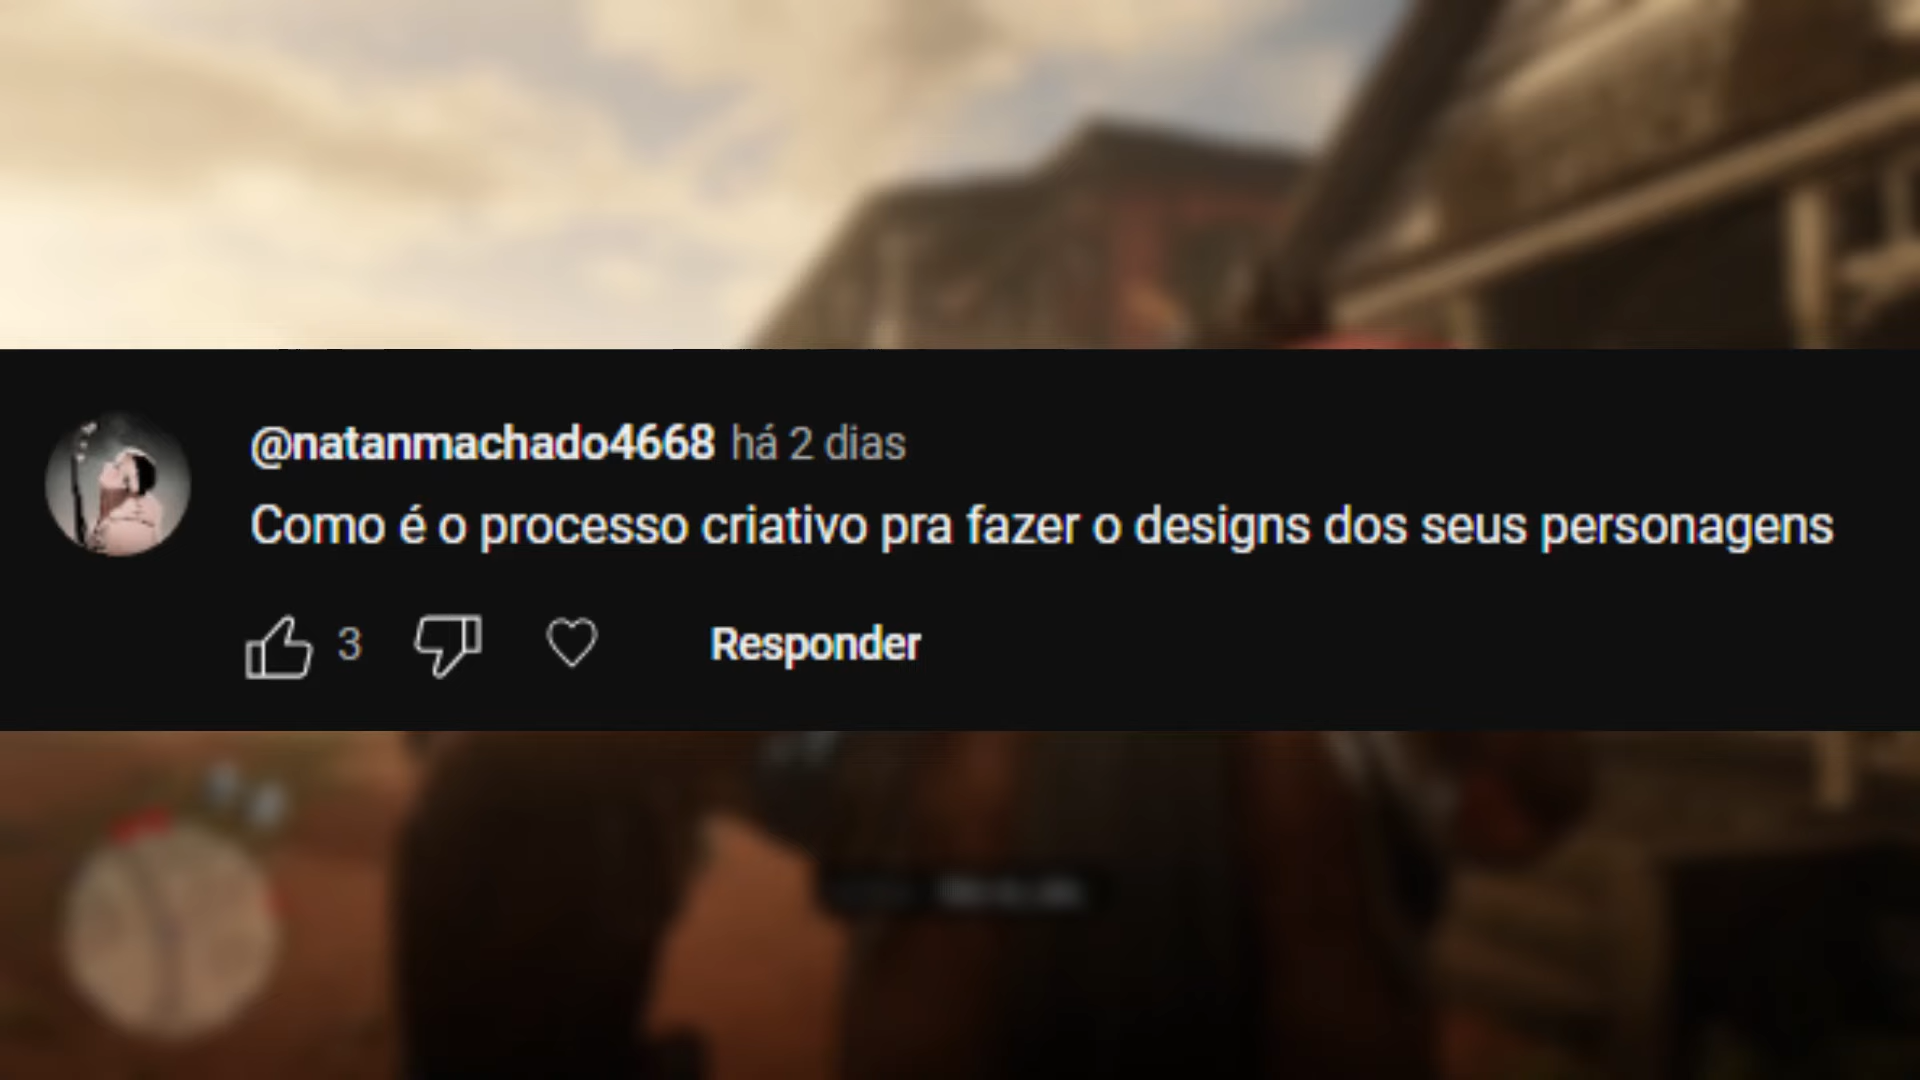 @natanmachado4668 há 2 dias
Como é o processo criativo pra fazer o designs dos seus personagens
3
Responder